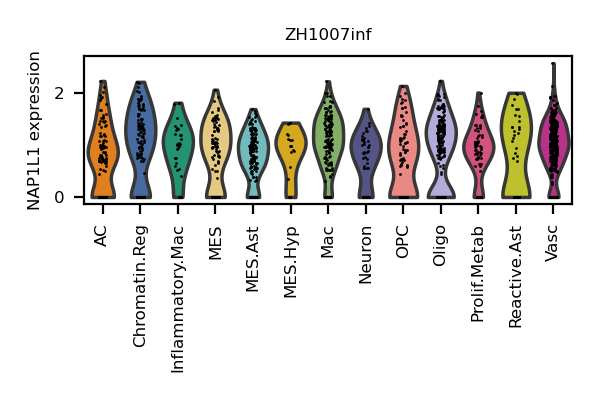 ZH1007inf
NAP1L1 expression
2
0
AC
Chromatin.Reg
Inflammatory.Mac
MES
MES.Ast
MES.Hyp
Mac
Neuron
OPC
Oligo
Prolif.Metab
Reactive.Ast
Vasc